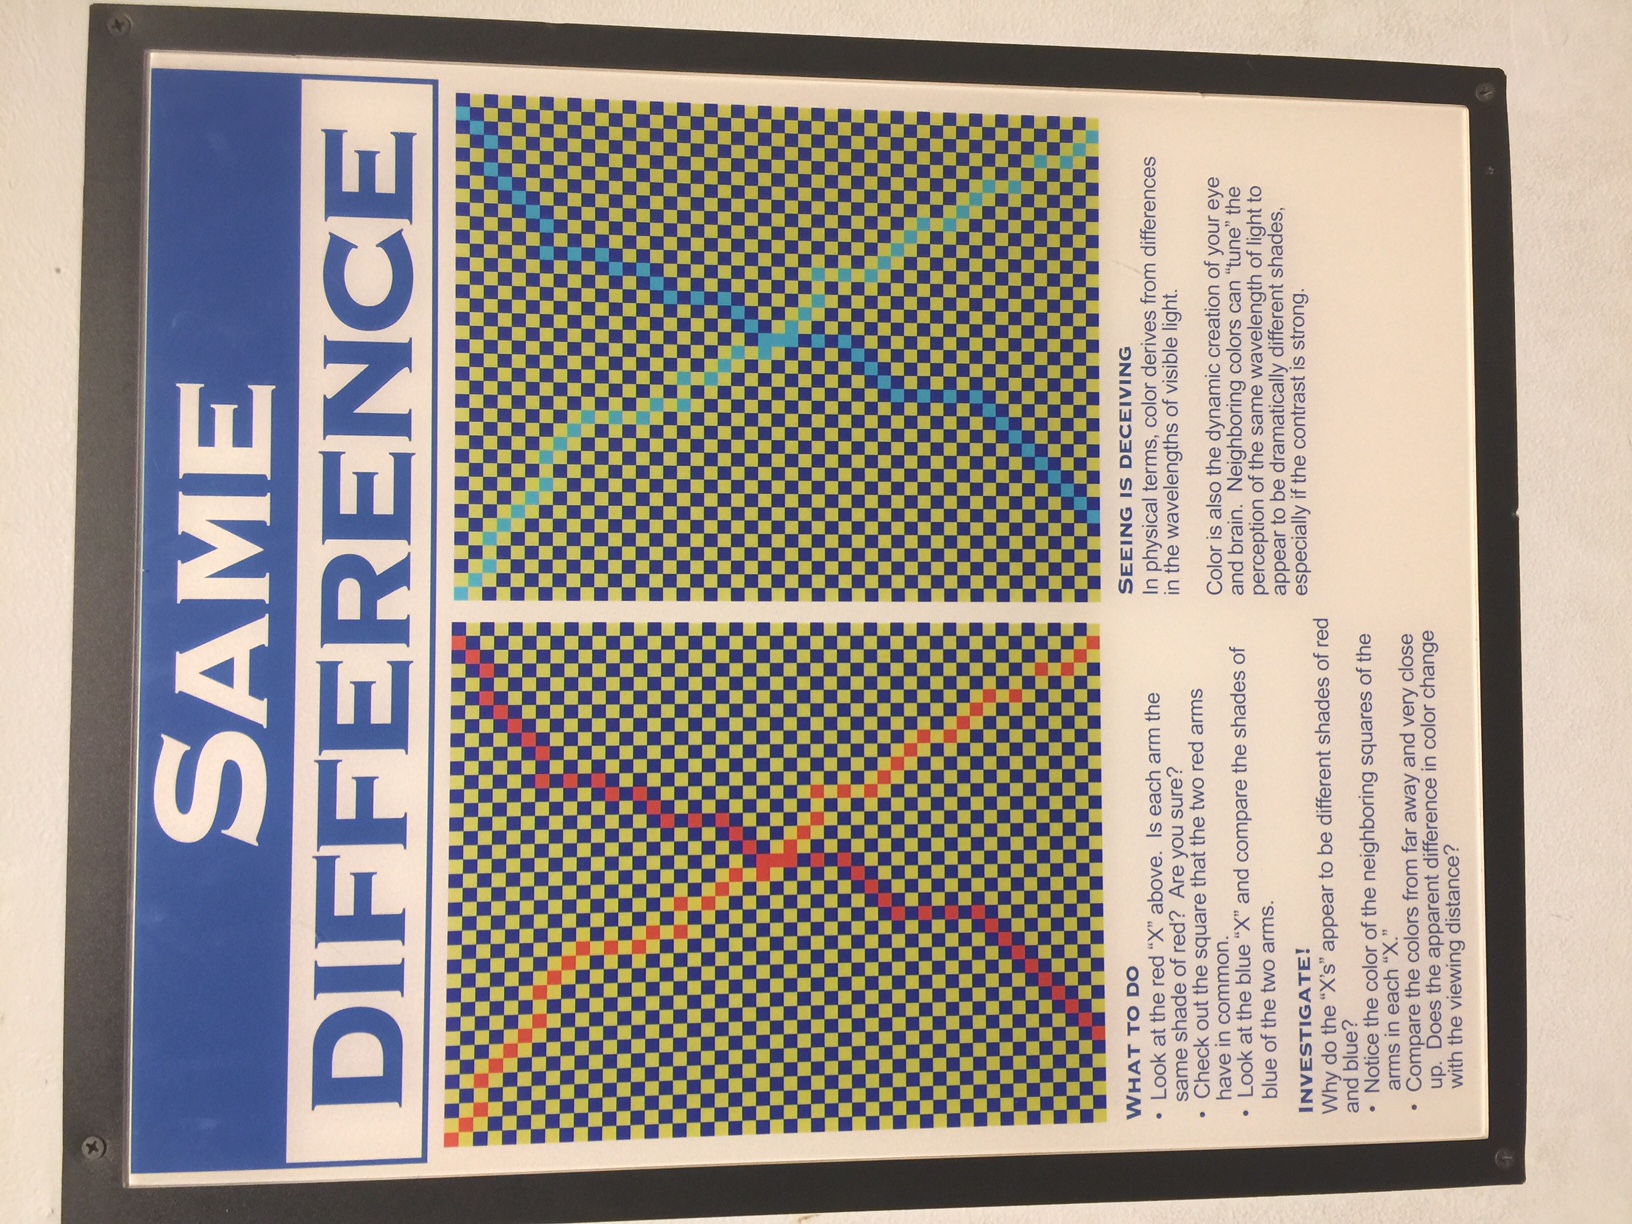 SAME
DIFFERENCE
WHAT TO DO
• Look at the red “X” above. Is each arm the
same shade of red? Are you sure?
• Check out the square that the two red arms
have in common.
• Look at the blue “X” and compare the shades of
blue of the two arms.
INVESTIGATE!
Why do the “X’s” appear to be different shades of red
and blue?
• Notice the color of the neighboring squares of the
arms in each “X.”
• Compare the colors from far away and very close
up. Does the apparent difference in color change
with the viewing distance?
SEEING IS DECEIVING
In physical terms, color derives from differences
in the wavelengths of visible light.
Color is also the dynamic creation of your eye
and brain. Neighboring colors can “tune” the
perception of the same wavelength of light to
appear to be dramatically different shades,
especially if the contrast is strong.